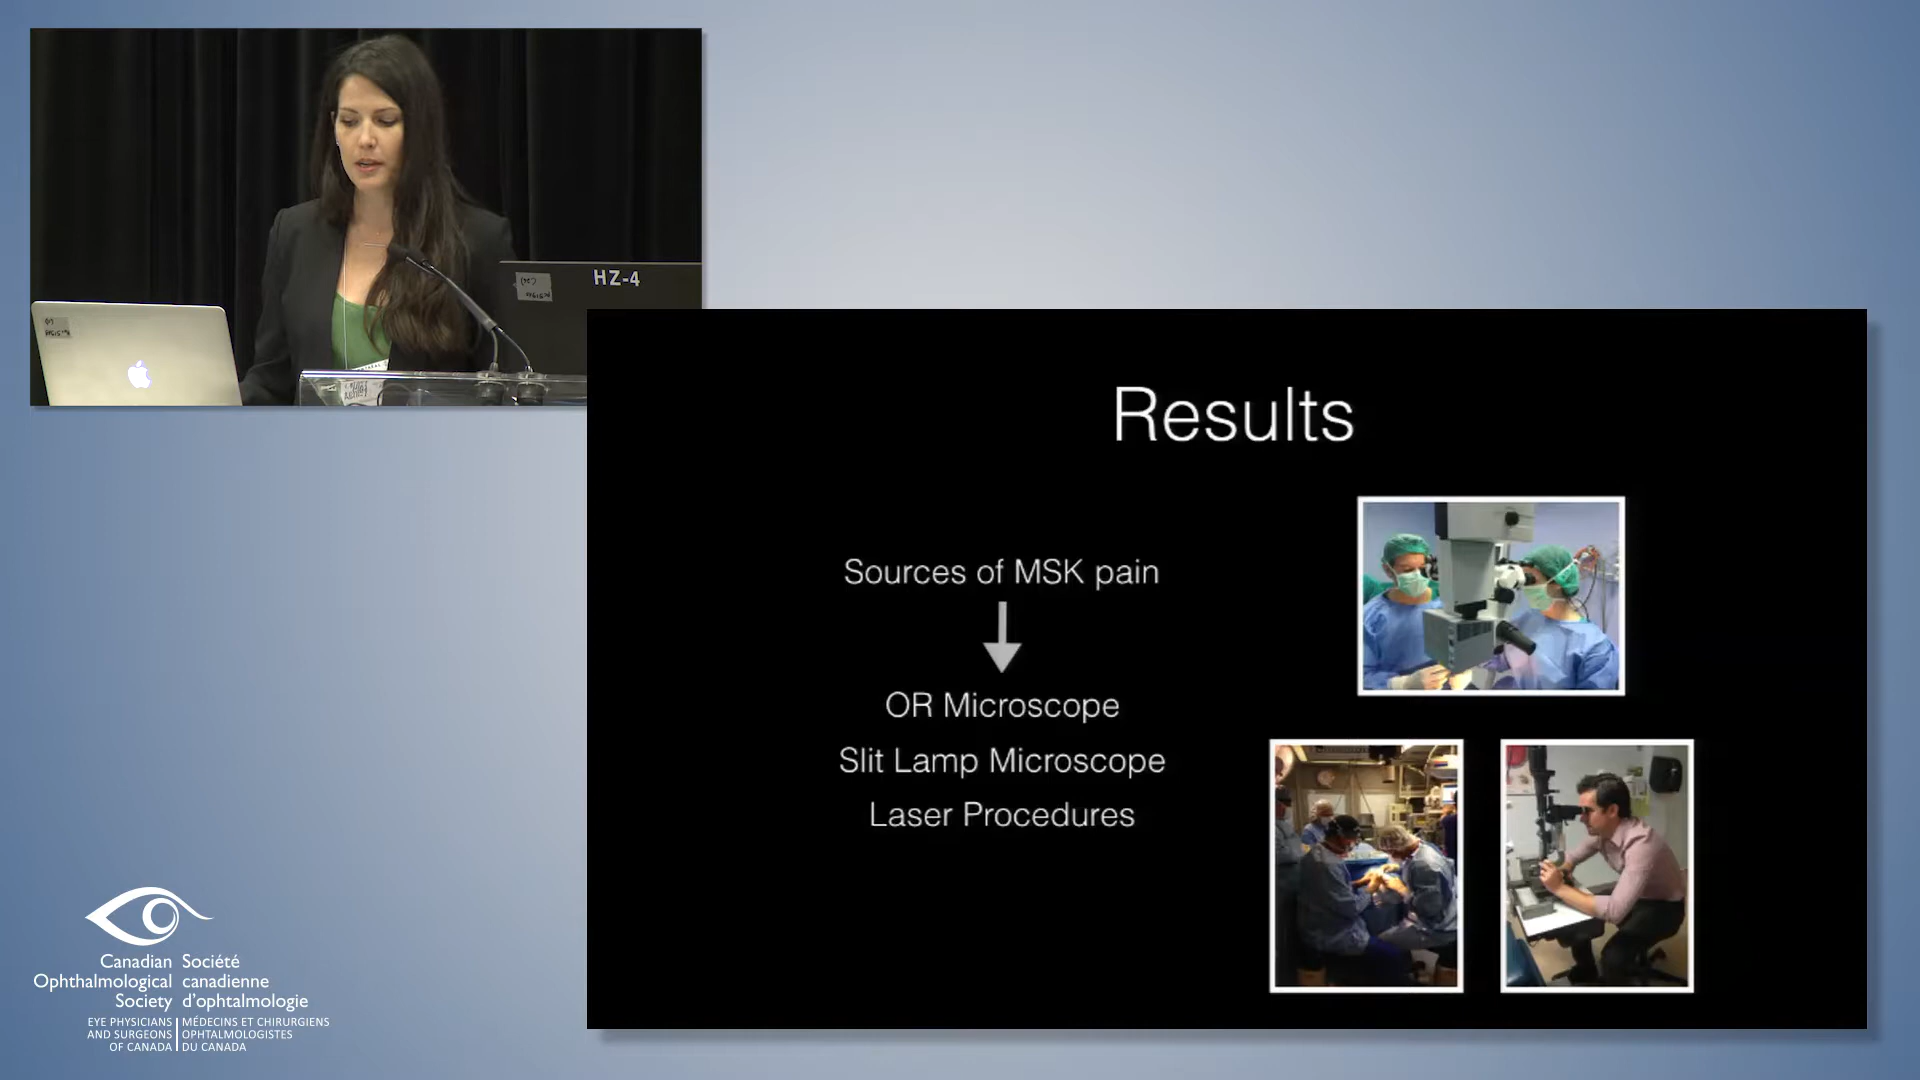 HZ-4
Results
Sources of MSK pain
OR Microscope
Slit Lamp Microscope
Laser Procedures
Canadian
Ophthalmological
Society
Société
canadienne
d'ophtalmologie
EYE PHYSICIANS
AND SURGEONS
OF CANADA
MÉDECINS ET CHIRURGIENS
OPHTALMOLOGISTES
DU CANADA